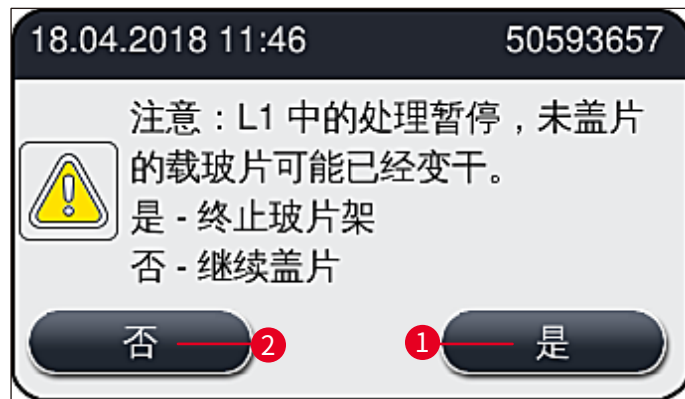 18.04.2018 11:46 50593657
注意：L1 中的处理暂停，未盖片
的载玻片可能已经变干。
是 - 终止玻片架
否 - 继续盖片
否 2 1 是